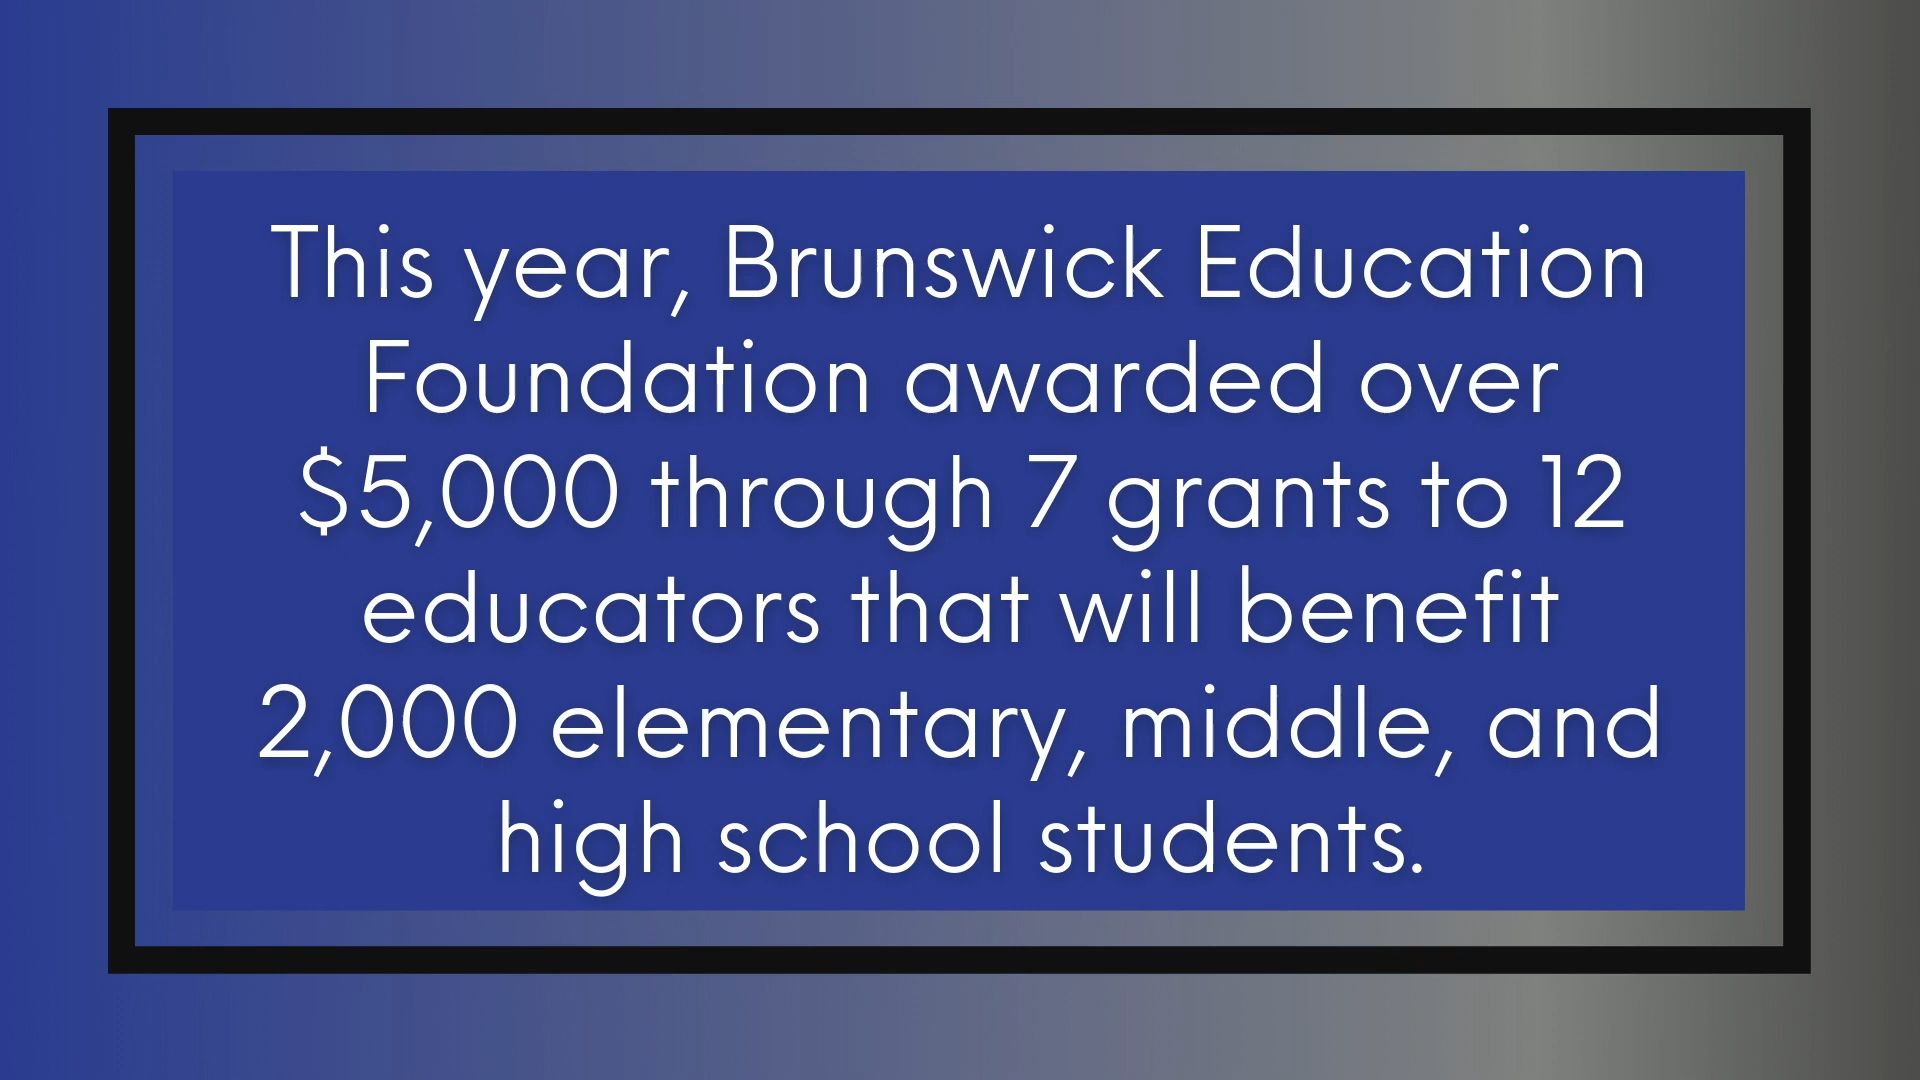 This year, Brunswick Education
Foundation awarded over
$5,000 through 7 grants to 12
educators that will benefit
2,000 elementary, middle, and
high school students.